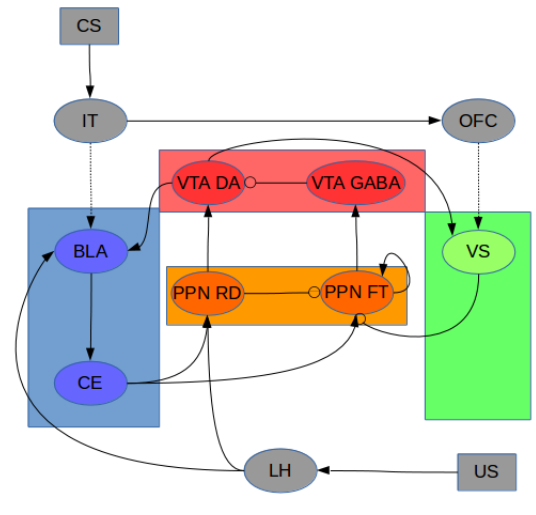 CS
IT
OFC
VTA DA
VTA GABA
BLA
VS
PPN RD
PPN FT
CE
LH
US